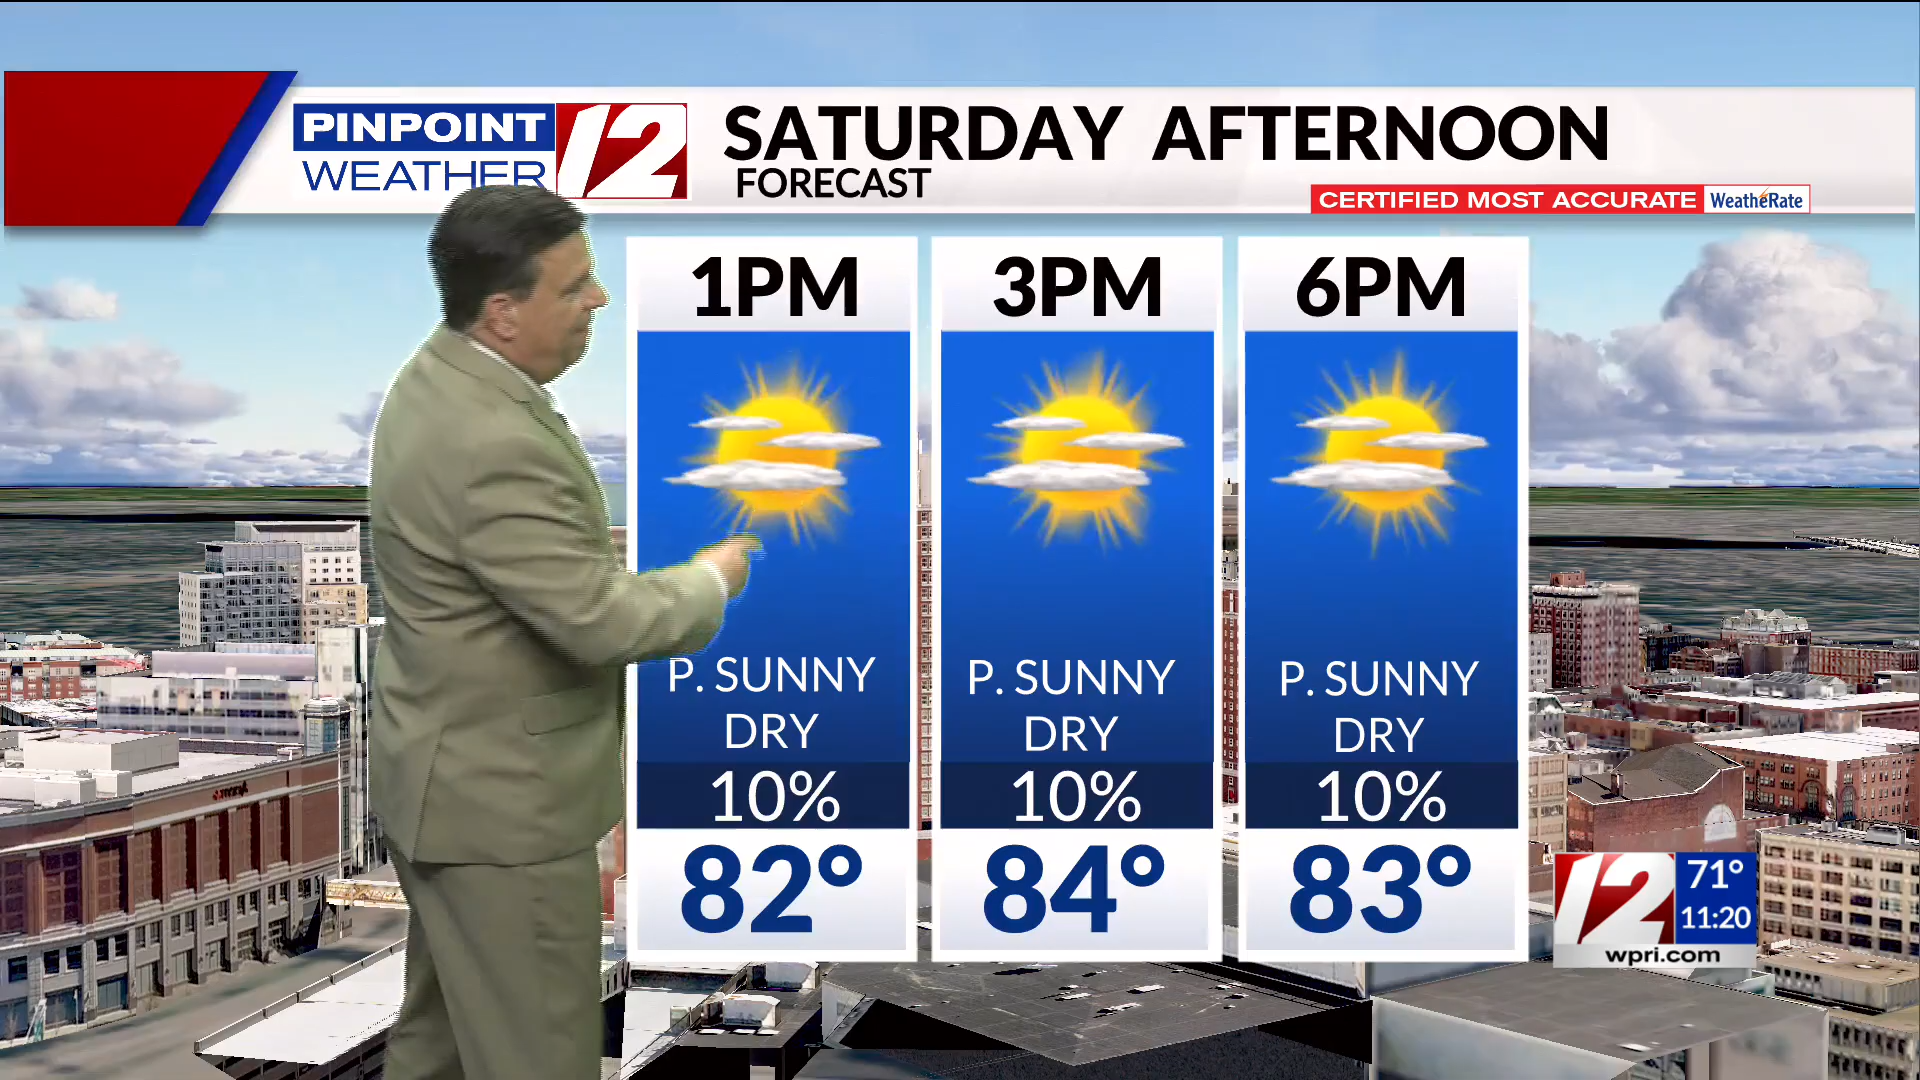 PINPOINT
WEATHER
12
SATURDAY AFTERNOON
FORECAST
CERTIFIED MOST ACCURATE WeatheRate
1PM
P. SUNNY
DRY
10%
82°
3PM
P. SUNNY
DRY
10%
84°
6PM
P. SUNNY
DRY
10%
83°
12
71°
11:20
wpri.com